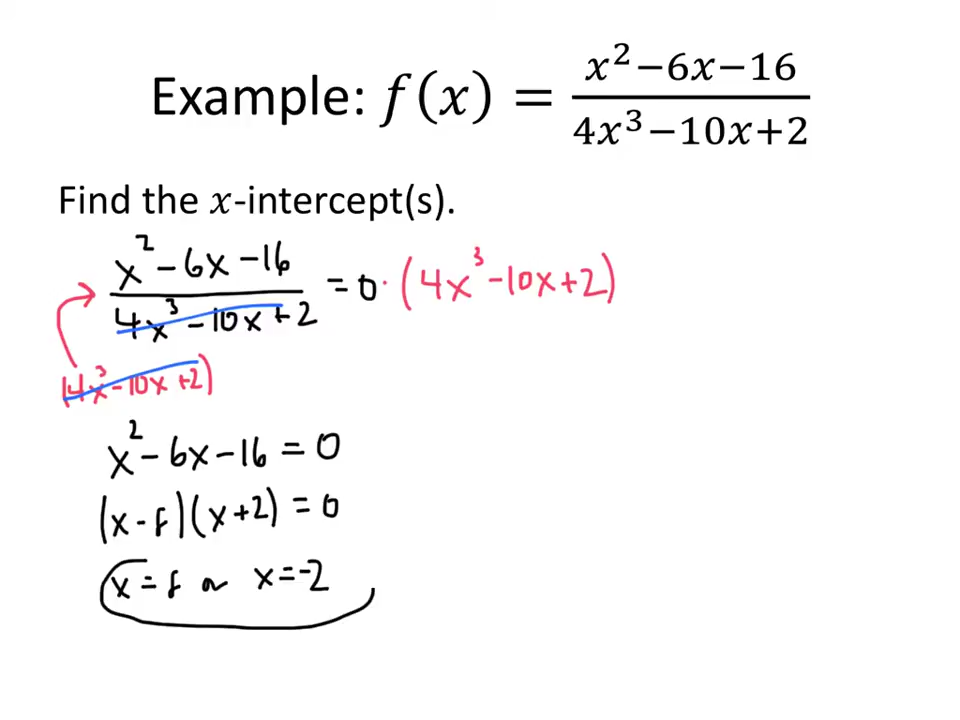 Example: f(x) = (x²−6x−16)/(4x³−10x+2)
Find the x-intercept(s).
(x² − 6x − 16)/(4x³ − 10x + 2) = 0 · (4x³ − 10x + 2)
(4x³ − 10x + 2)
x² − 6x − 16 = 0
(x − 8)(x + 2) = 0
x = 8 or x = −2